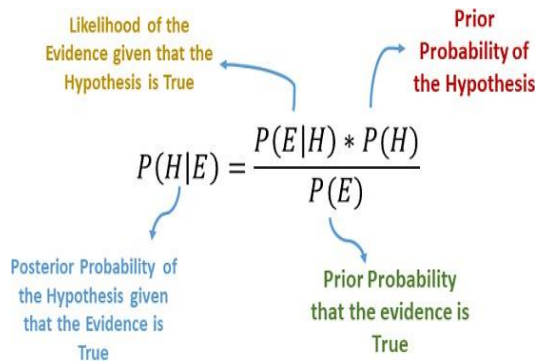 Likelihood of the
Evidence given that the
Hypothesis is True
Prior
Probability of
the Hypothesis
P(H|E) = P(E|H) * P(H)
P(E)
Posterior Probability of
the Hypothesis given
that the Evidence is
True
Prior Probability
that the evidence is
True